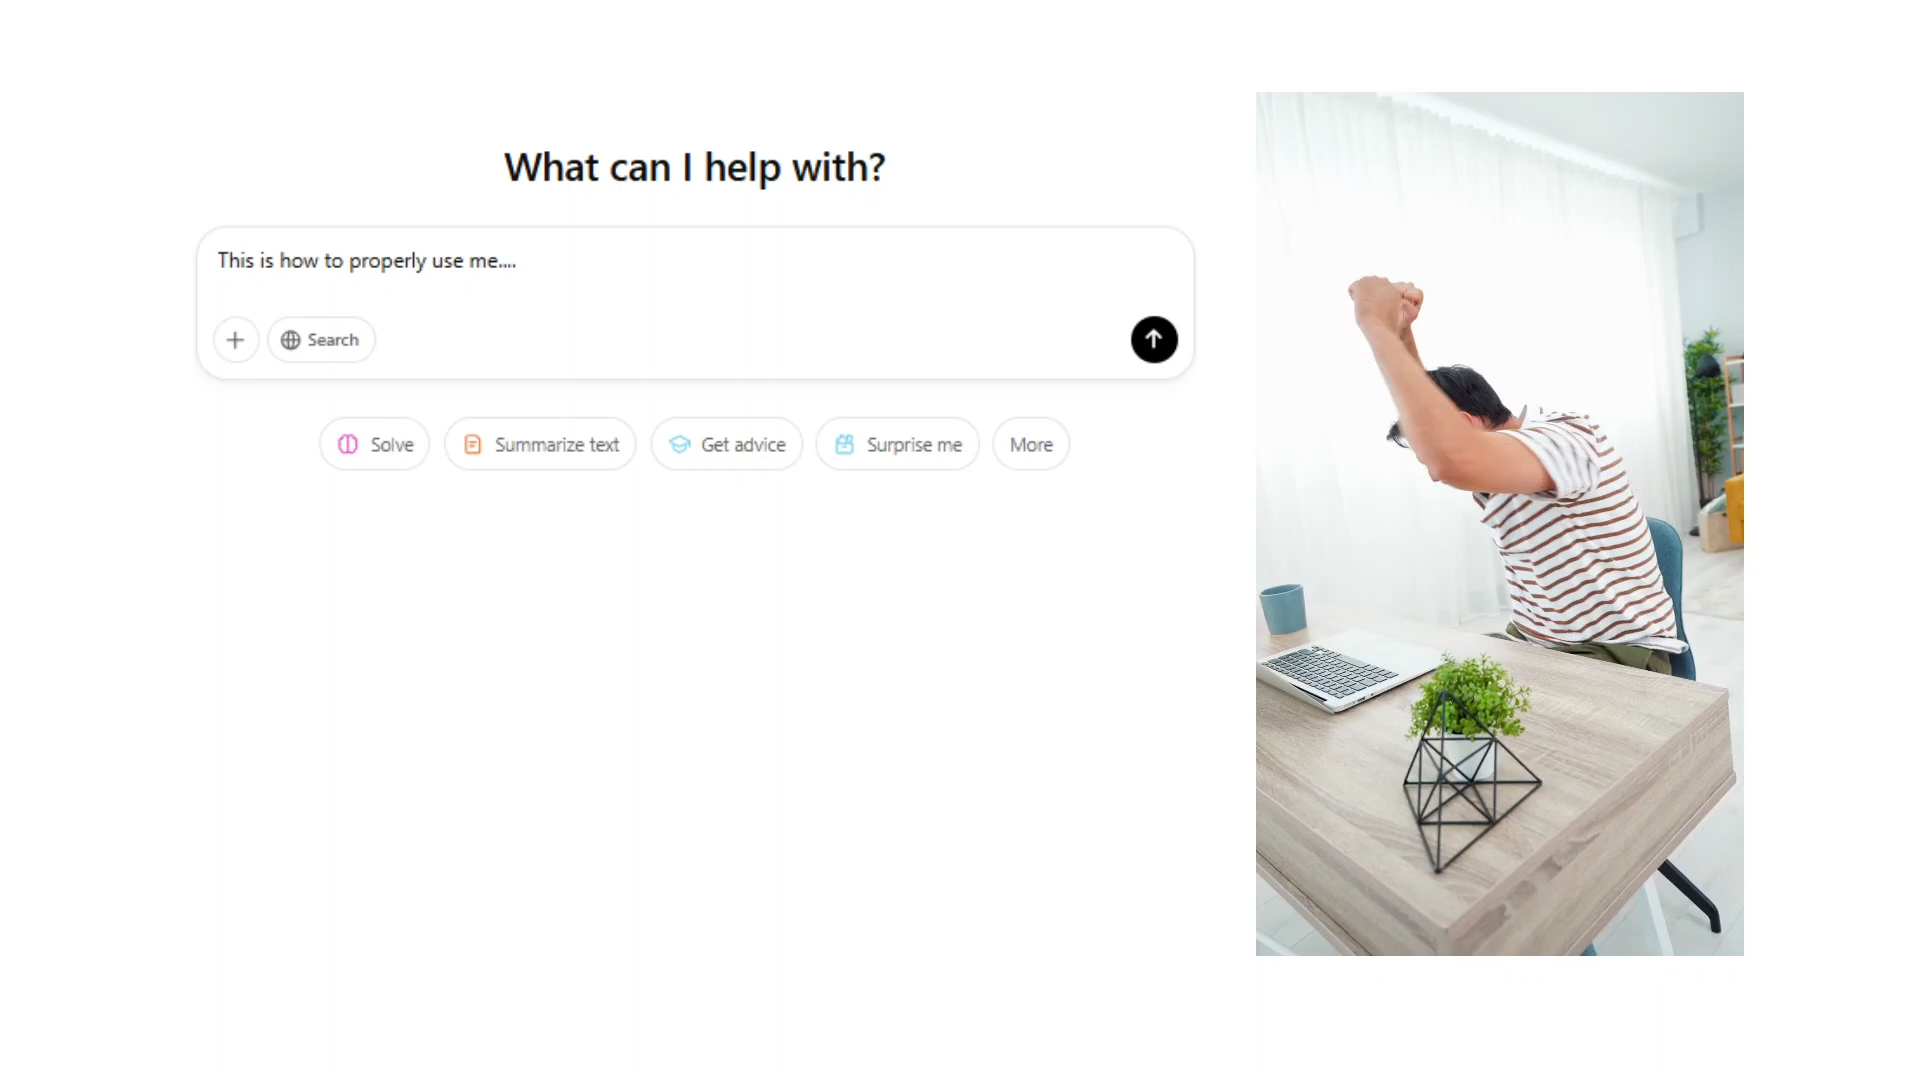 What can I help with?
This is how to properly use me....
Search
Solve
Summarize text
Get advice
Surprise me
More